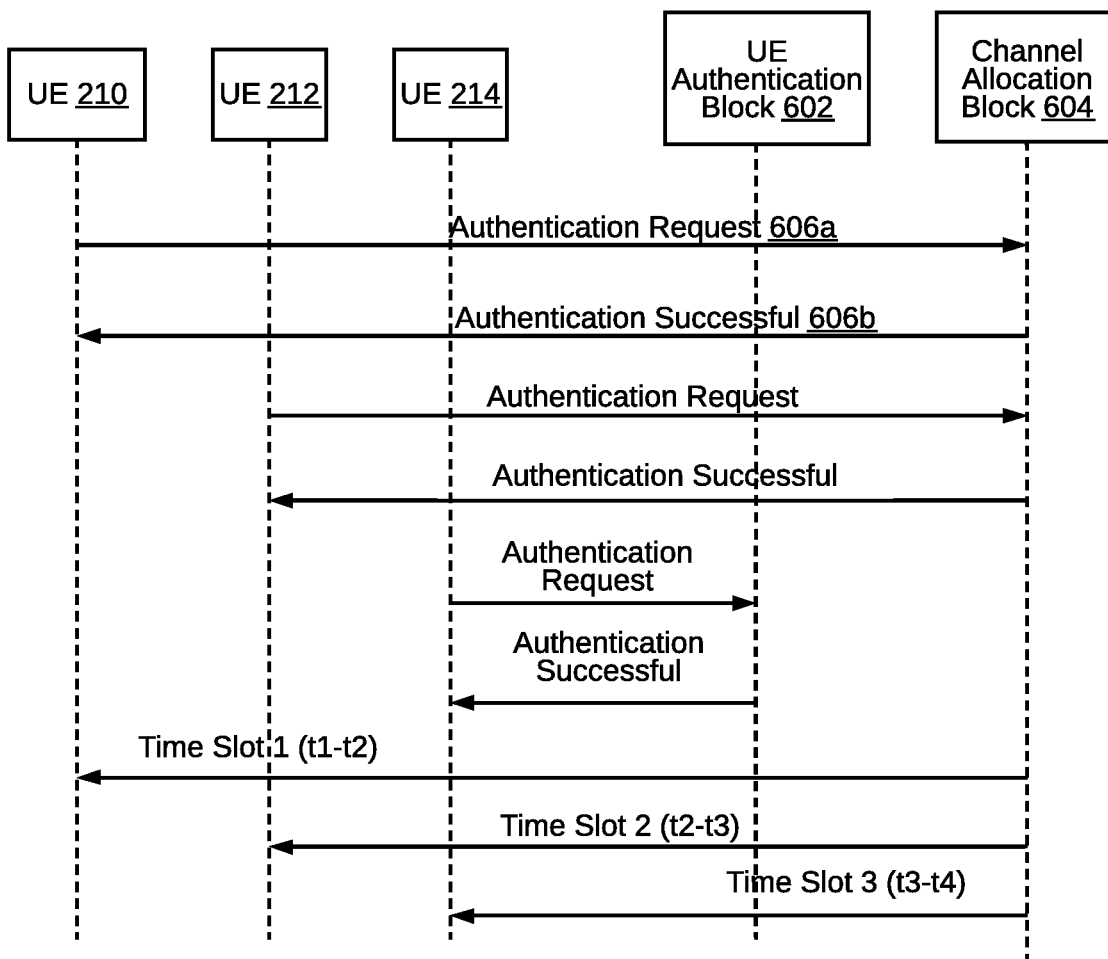 UE 210
UE 212
UE 214
UE
Authentication
Block 602
Channel
Allocation
Block 604
Authentication Request 606a
Authentication Successful 606b
Authentication Request
Authentication Successful
Authentication
Request
Authentication
Successful
Time Slot 1 (t1-t2)
Time Slot 2 (t2-t3)
Time Slot 3 (t3-t4)